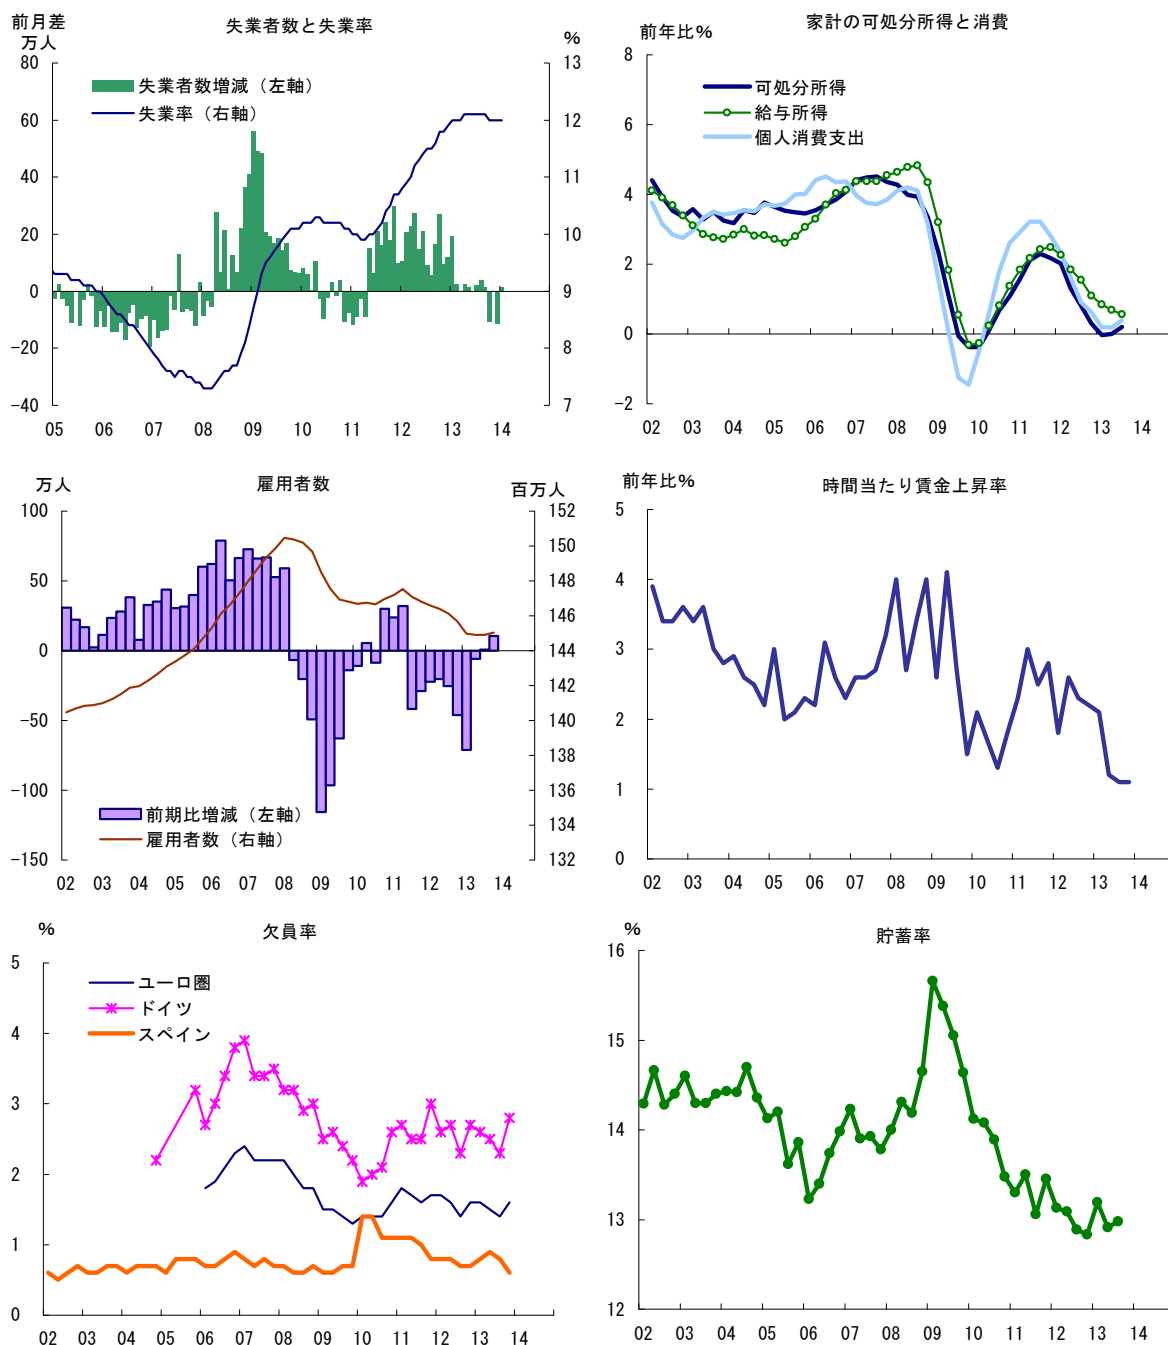 失業者数と失業率
前月差
万人
%
80
60
40
20
0
-20
-40
13
12
11
10
9
8
7
失業者数増減（左軸）
失業率（右軸）
05 06 07 08 09 10 11 12 13 14
家計の可処分所得と消費
前年比%
8
6
4
2
0
-2
可処分所得
給与所得
個人消費支出
02 03 04 05 06 07 08 09 10 11 12 13 14
雇用者数
万人
百万人
100
50
0
-50
-100
-150
152
150
148
146
144
142
140
138
136
134
132
前期比増減（左軸）
雇用者数（右軸）
02 03 04 05 06 07 08 09 10 11 12 13 14
時間当たり賃金上昇率
前年比%
5
4
3
2
1
0
02 03 04 05 06 07 08 09 10 11 12 13 14
欠員率
%
5
4
3
2
1
0
ユーロ圏
ドイツ
スペイン
02 03 04 05 06 07 08 09 10 11 12 13 14
貯蓄率
%
16
15
14
13
12
02 03 04 05 06 07 08 09 10 11 12 13 14